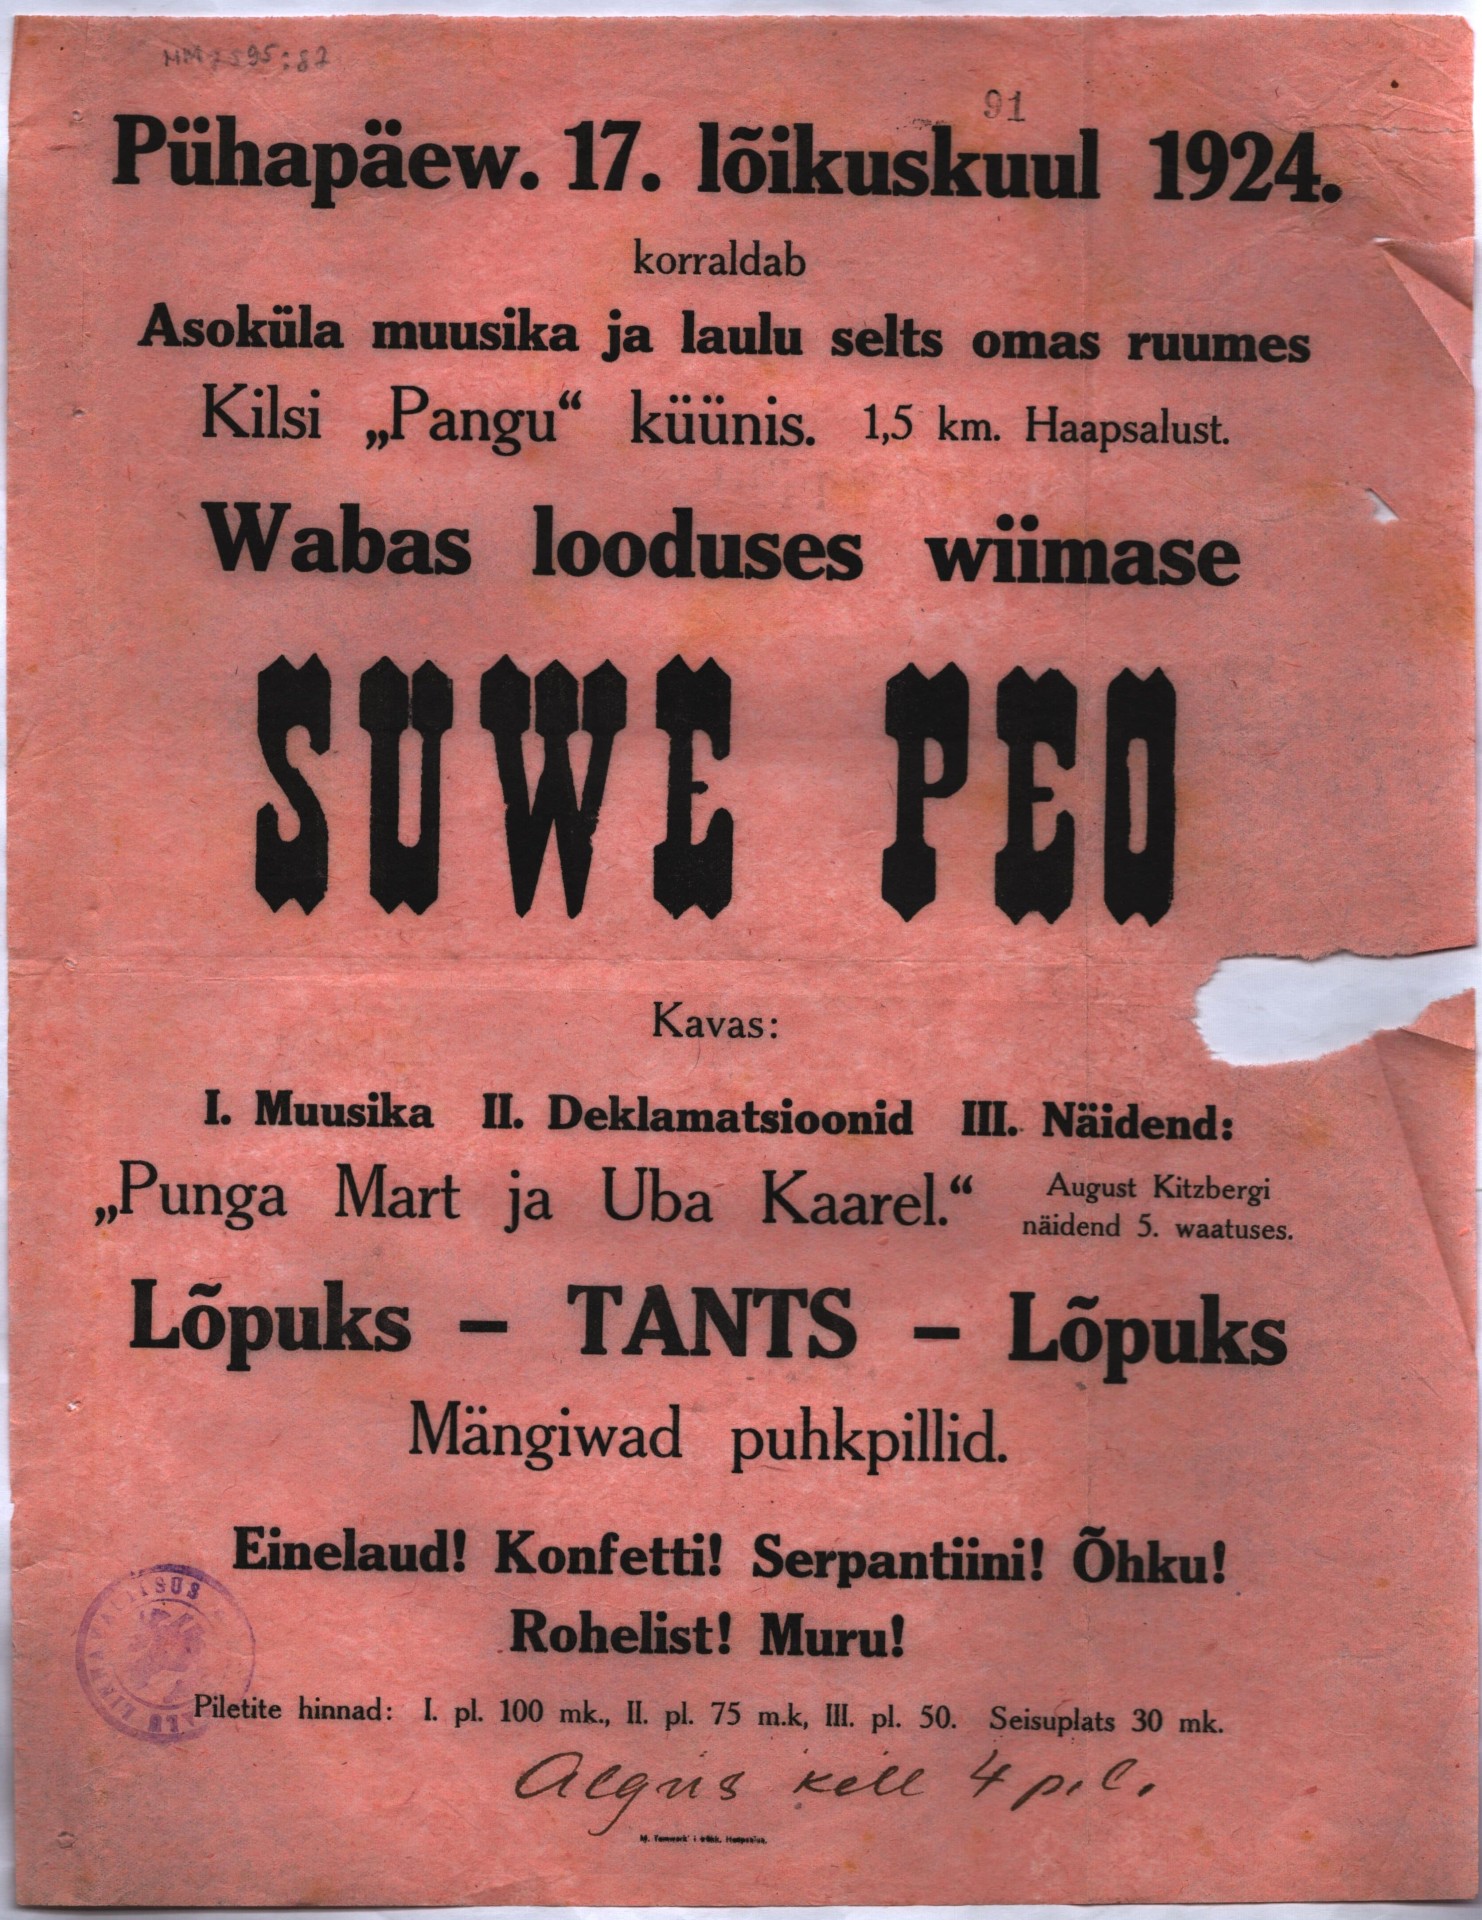 91
Pühapäew. 17. lõikuskuul 1924.
korraldab
Asoküla muusika ja laulu selts omas ruumes
Kilsi „Pangu“ küünis. 1,5 km. Haapsalust.
Wabas looduses wiimase
SUWE PEO
Kavas:
I. Muusika II. Deklamatsioonid III. Näidend:
„Punga Mart ja Uba Kaarel.“
August Kitzbergi
näidend 5. waatuses.
Lõpuks – TANTS – Lõpuks
Mängiwad puhkpillid.
Einelaud! Konfetti! Serpantiini! Õhku!
Rohelist! Muru!
Piletite hinnad: I. pl. 100 mk., II. pl. 75 m.k, III. pl. 50. Seisuplats 30 mk.
Algus kell 4 p.l.